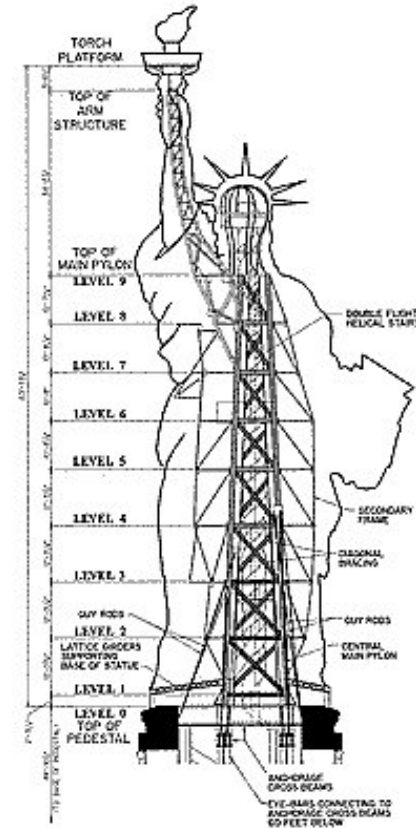 TORCH
PLATFORM
TOP OF
ARM
STRUCTURE
TOP OF
MAIN PYLON
LEVEL 9
LEVEL 8
DOUBLE FLIGHT
HELICAL STAIRS
LEVEL 7
LEVEL 6
LEVEL 5
SECONDARY
FRAME
LEVEL 4
DIAGONAL
BRACING
LEVEL 3
GUY RODS
GUY RODS
LEVEL 2
LATTICE GIRDERS
SUPPORTING
BASE OF STATUE
CENTRAL
MAIN PYLON
LEVEL 1
LEVEL 0
TOP OF
PEDESTAL
ANCHORAGE
CROSS BEAMS
EYE-BARS CONNECTING TO
ANCHORAGE CROSS BEAMS
60 FEET BELOW